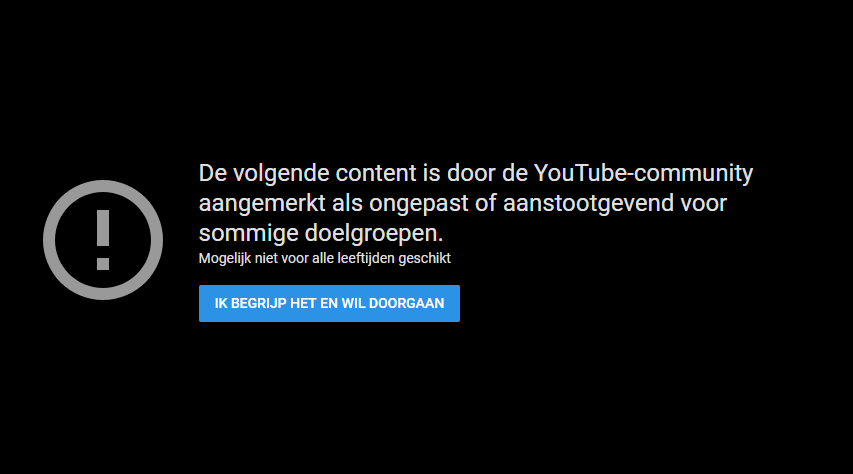 De volgende content is door de YouTube-community
aangemerkt als ongepast of aanstootgevend voor
sommige doelgroepen.
Mogelijk niet voor alle leeftijden geschikt
IK BEGRIJP HET EN WIL DOORGAAN